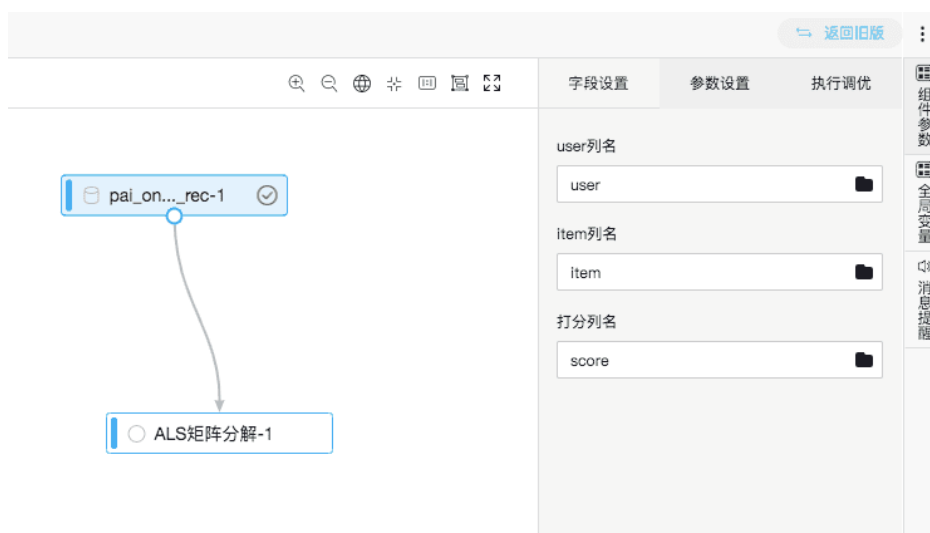 返回旧版
字段设置
参数设置
执行调优
组件参数
全局变量
消息提醒
user列名
user
item列名
item
打分列名
score
pai_on..._rec-1
ALS矩阵分解-1